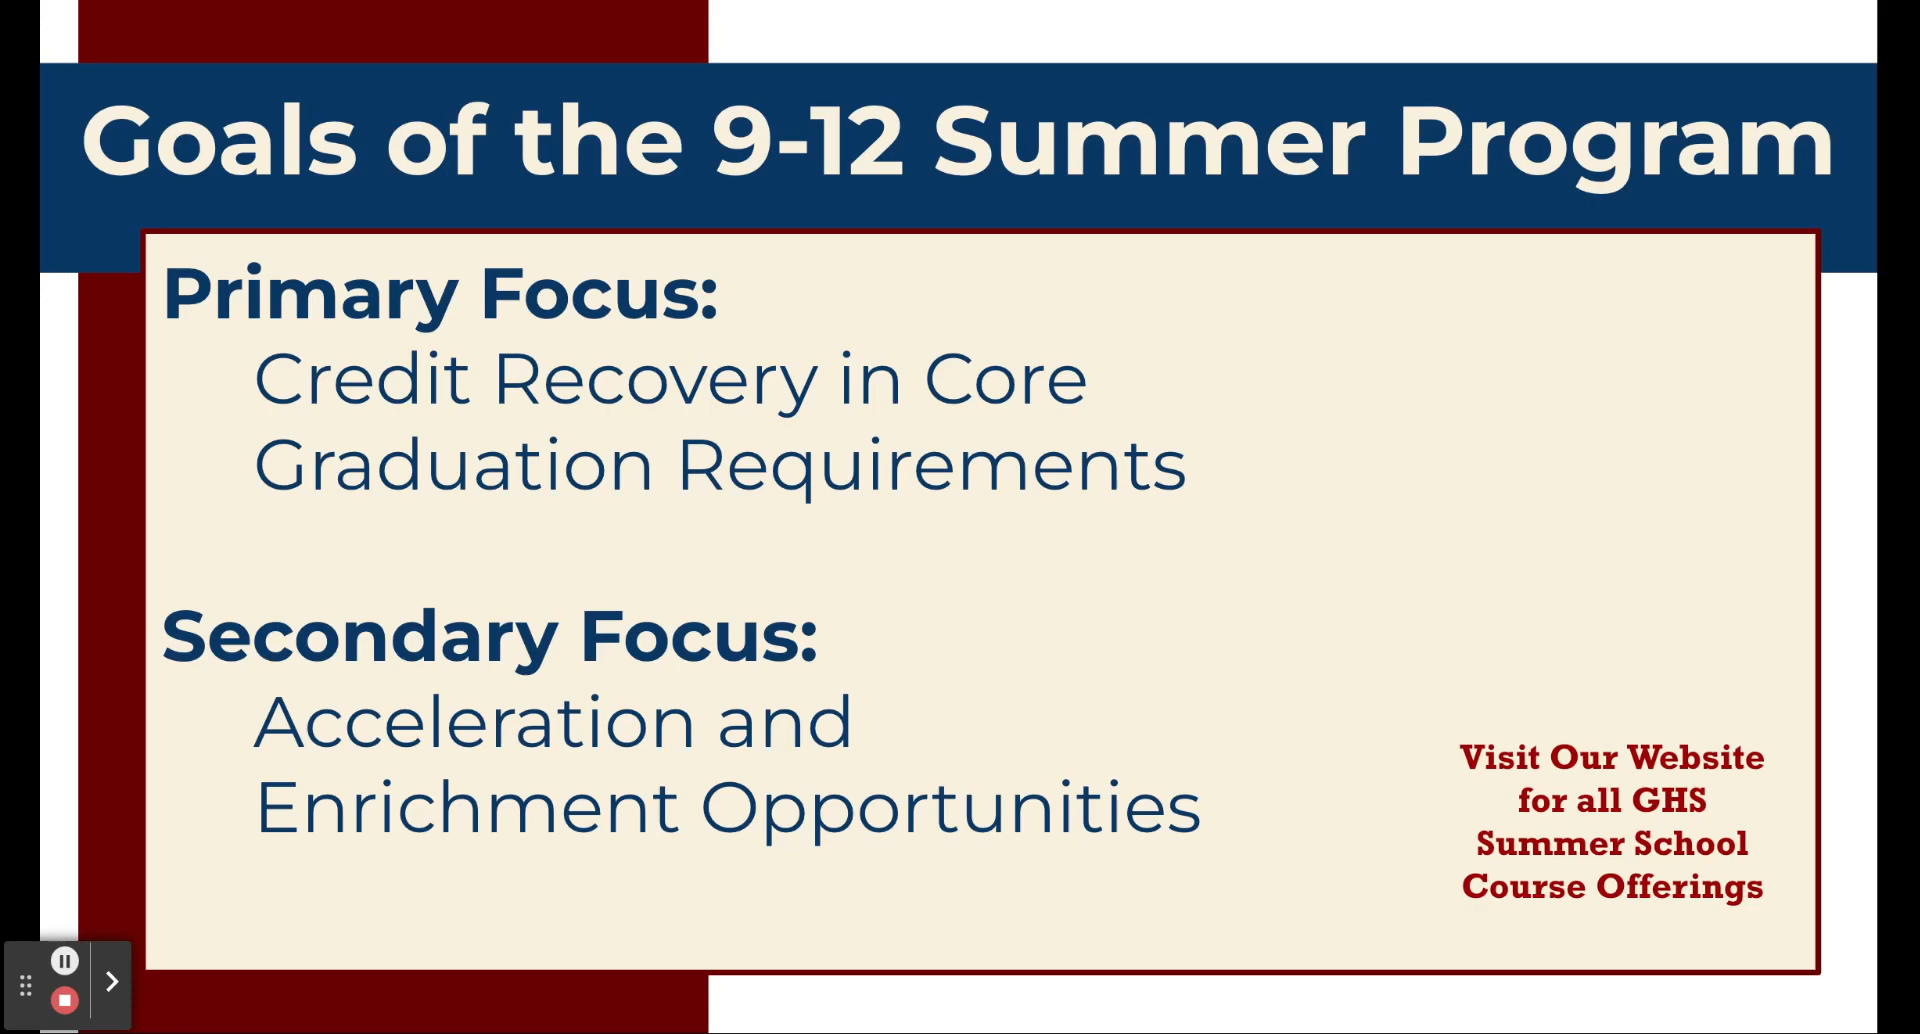 Goals of the 9-12 Summer Program
Primary Focus:
Credit Recovery in Core
Graduation Requirements
Secondary Focus:
Acceleration and
Enrichment Opportunities
Visit Our Website
for all GHS
Summer School
Course Offerings